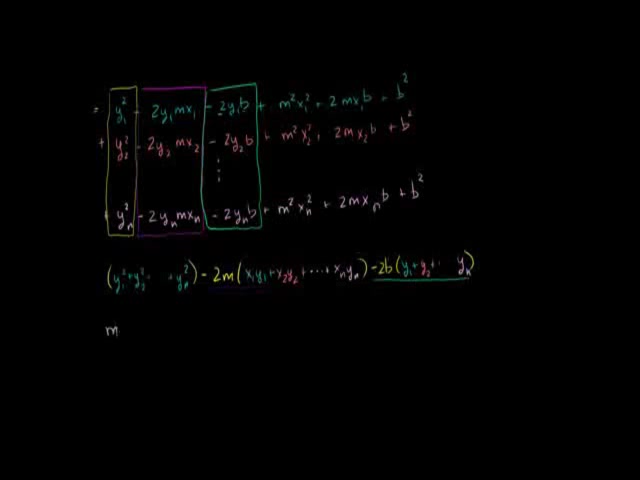 = y₁² - 2y₁mx₁ - 2y₁b + m²x₁² + 2mx₁b + b²
+ y₂² - 2y₂mx₂ - 2y₂b + m²x₂² + 2mx₂b + b²
⋮
+ yₙ² - 2yₙmxₙ - 2yₙb + m²xₙ² + 2mxₙb + b²
(y₁²+y₂²+ ··· +yₙ²) - 2m(x₁y₁+x₂y₂+···+xₙyₙ) - 2b(y₁+y₂+·· yₙ)
m